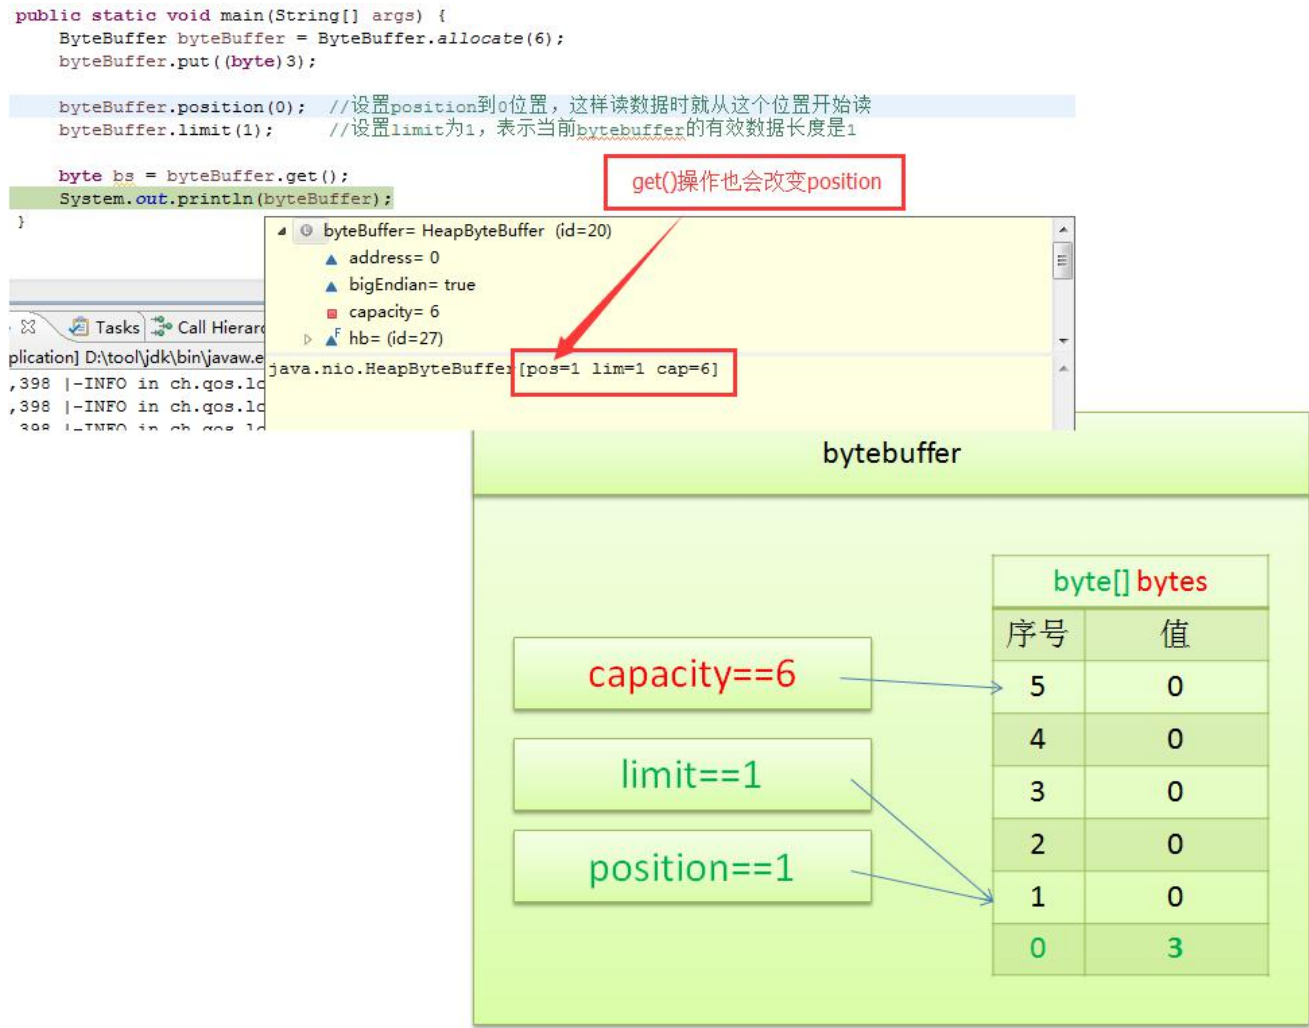 public static void main(String[] args) {
ByteBuffer byteBuffer = ByteBuffer.allocate(6);
byteBuffer.put((byte)3);
byteBuffer.position(0); //设置position到0位置，这样读数据时就从这个位置开始读
byteBuffer.limit(1); //设置limit为1，表示当前bytebuffer的有效数据长度是1
byte bs = byteBuffer.get();
System.out.println(byteBuffer);
}
get()操作也会改变position
byteBuffer= HeapByteBuffer (id=20)
address= 0
bigEndian= true
capacity= 6
F hb= (id=27)
java.nio.HeapByteBuffer[pos=1 lim=1 cap=6]
Tasks Call Hierarc
plication] D:\tool\jdk\bin\javaw.e
,398 |-INFO in ch.qos.lo
,398 |-INFO in ch.qos.lo
398 |-INFO in ch.qos.lo
bytebuffer
byte[] bytes
序号 值
capacity==6
5 0
4 0
limit==1
3 0
2 0
position==1
1 0
0 3